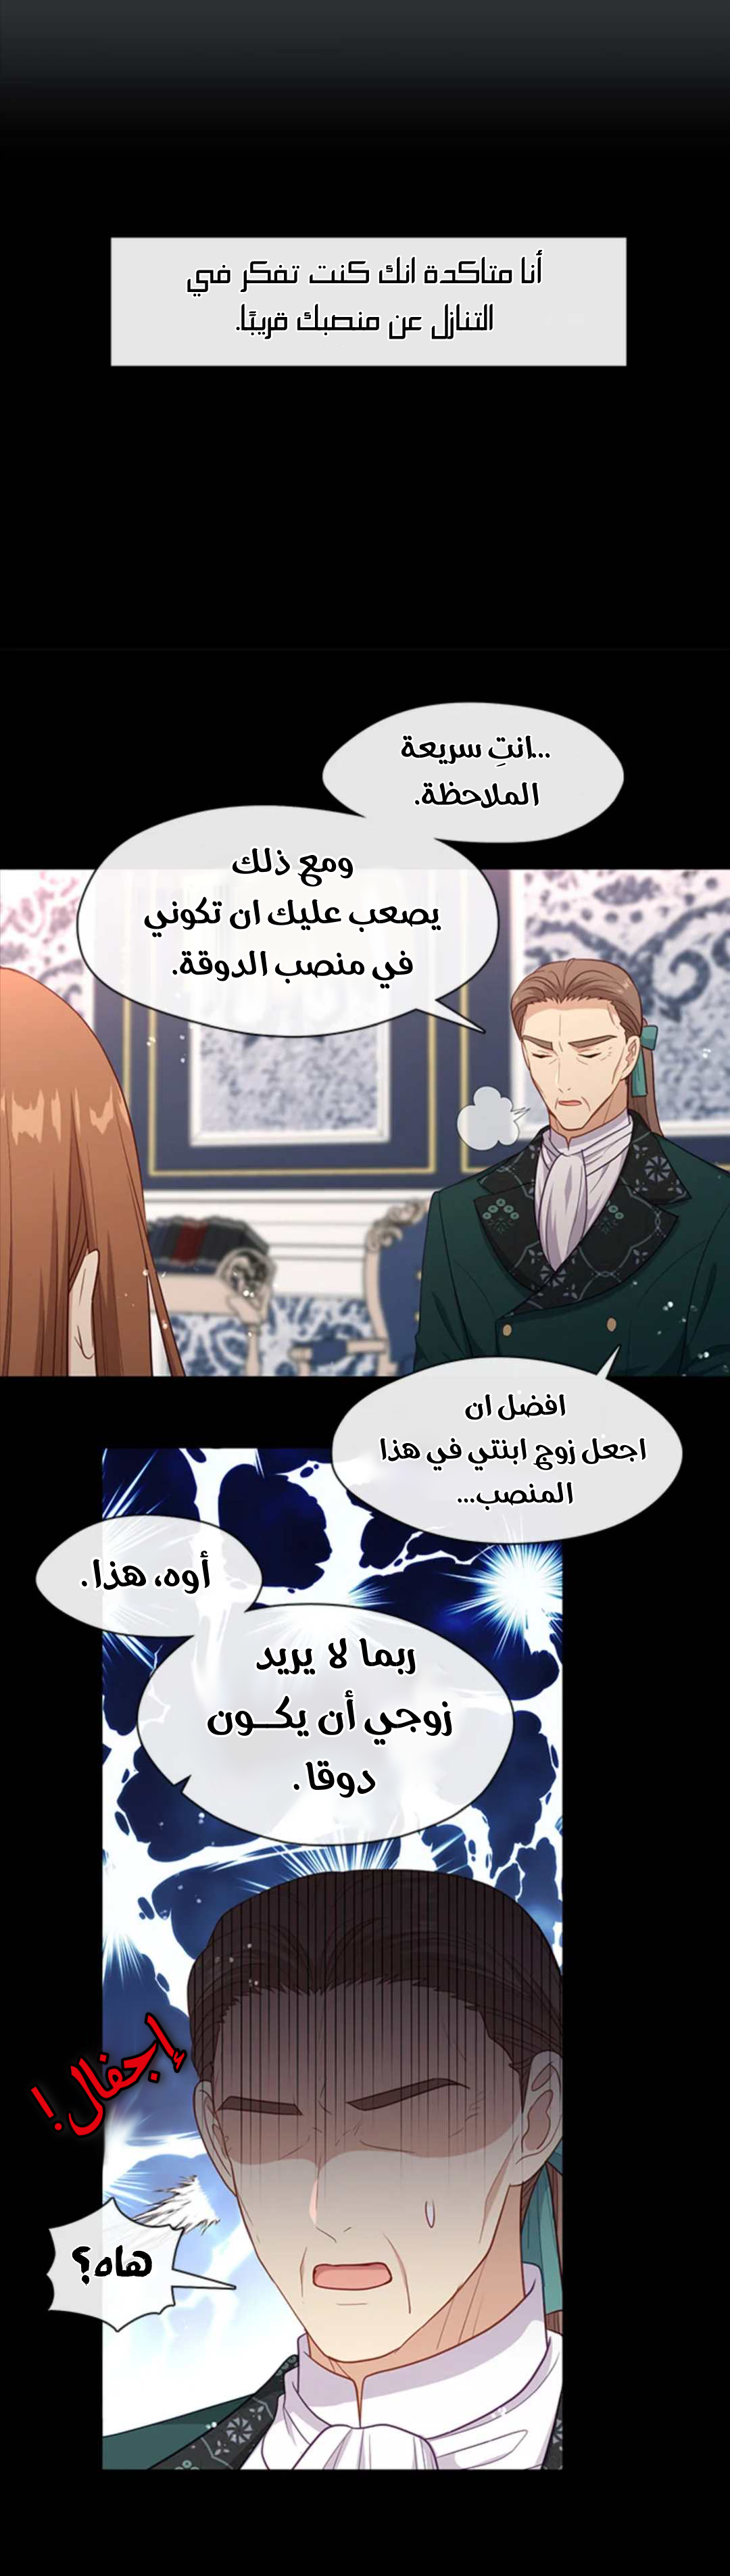 أنا متاكدة انك كنت تفكر في
التنازل عن منصبك قريبًا.
...انتِ سريعة
الملاحظة.
ومع ذلك
يصعب عليك ان تكوني
في منصب الدوقة.
افضل ان
اجعل زوج ابنتي في هذا
المنصب...
أوه، هذا.
ربما لا يريد
زوجي أن يكــون
دوقا.
إجفال!
هاه؟